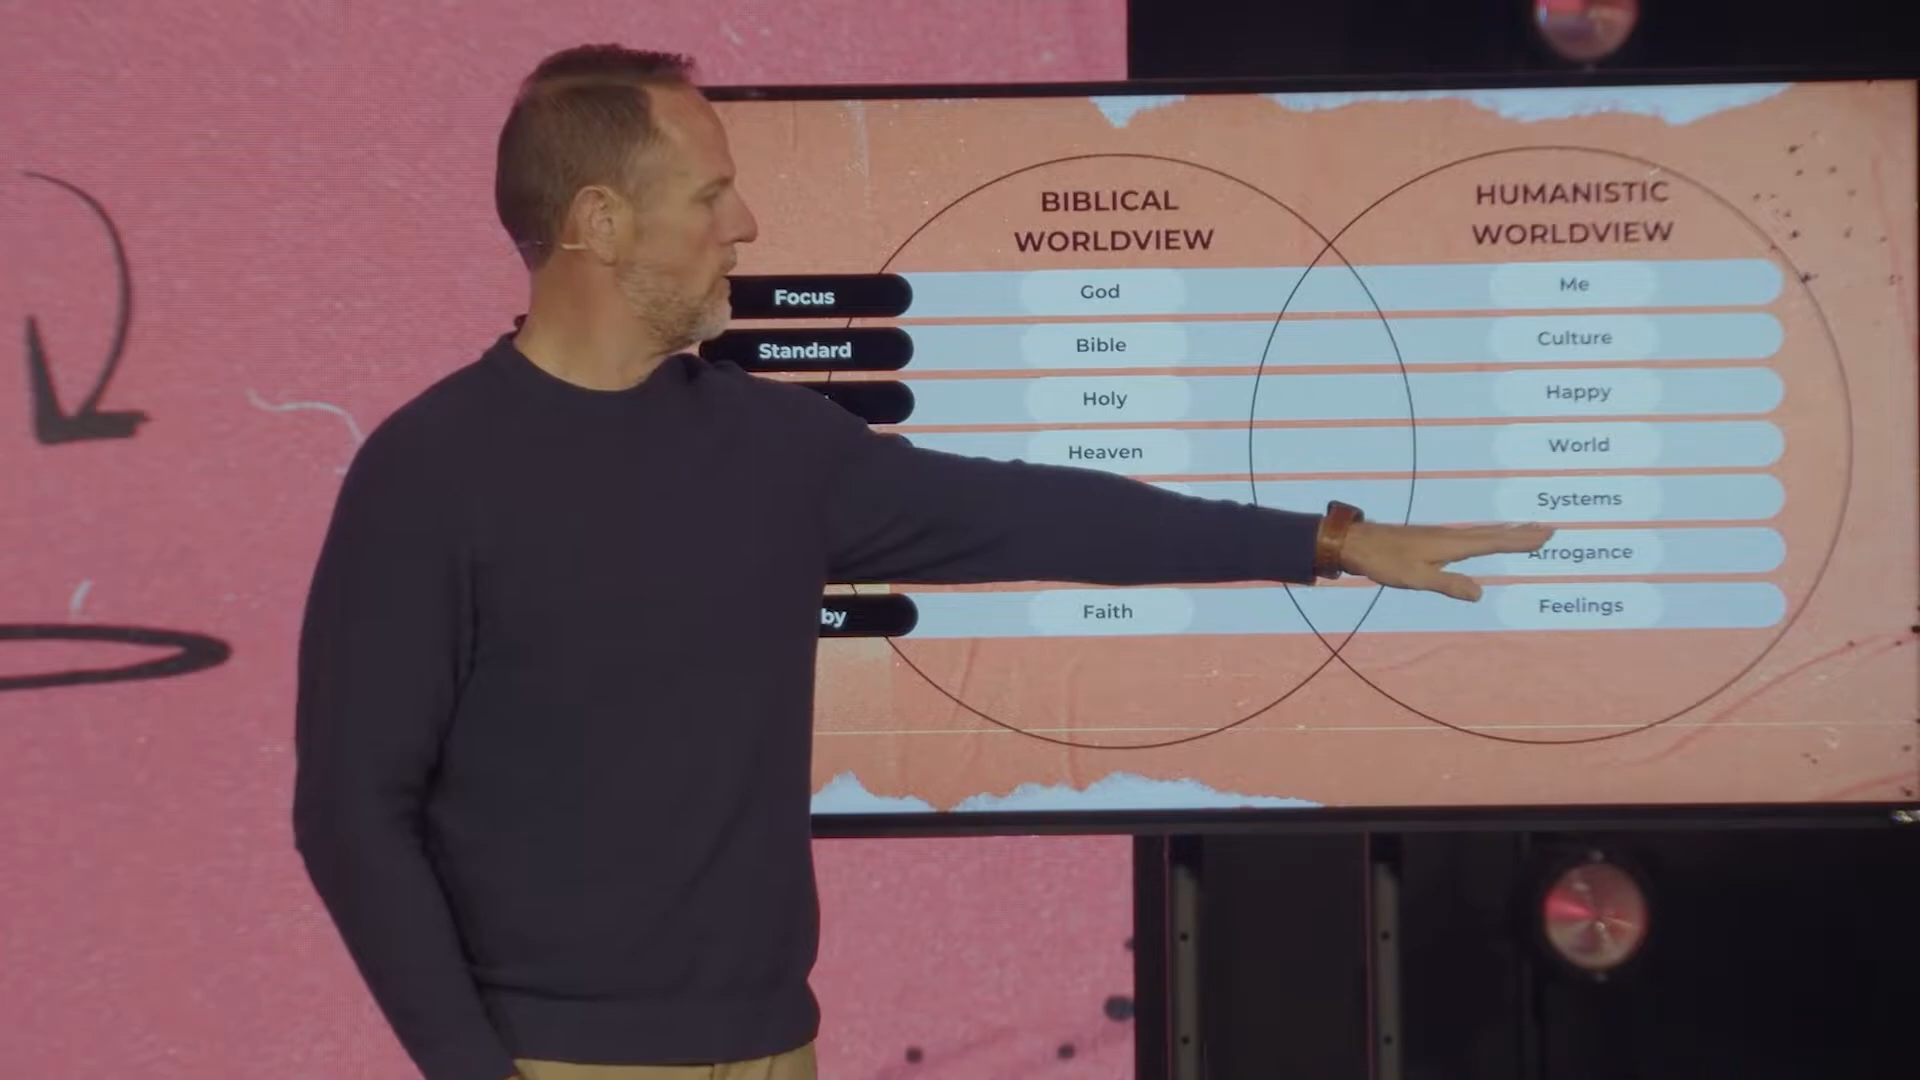 BIBLICAL
WORLDVIEW
HUMANISTIC
WORLDVIEW
Focus God Me
Standard Bible Culture
Holy Happy
Heaven World
Systems
Arrogance
by Faith Feelings